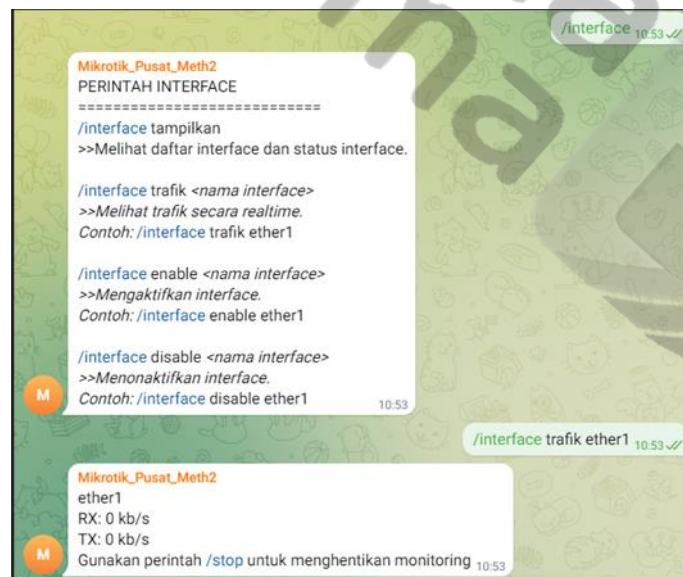 /interface 10:53
Mikrotik_Pusat_Meth2
PERINTAH INTERFACE
============================
/interface tampilkan
>>Melihat daftar interface dan status interface.
/interface trafik <nama interface>
>>Melihat trafik secara realtime.
Contoh: /interface trafik ether1
/interface enable <nama interface>
>>Mengaktifkan interface.
Contoh: /interface enable ether1
/interface disable <nama interface>
>>Menonaktifkan interface.
M
Contoh: /interface disable ether1 10:53
/interface trafik ether1 10:53
Mikrotik_Pusat_Meth2
ether1
RX: 0 kb/s
TX: 0 kb/s
M
Gunakan perintah /stop untuk menghentikan monitoring 10:53